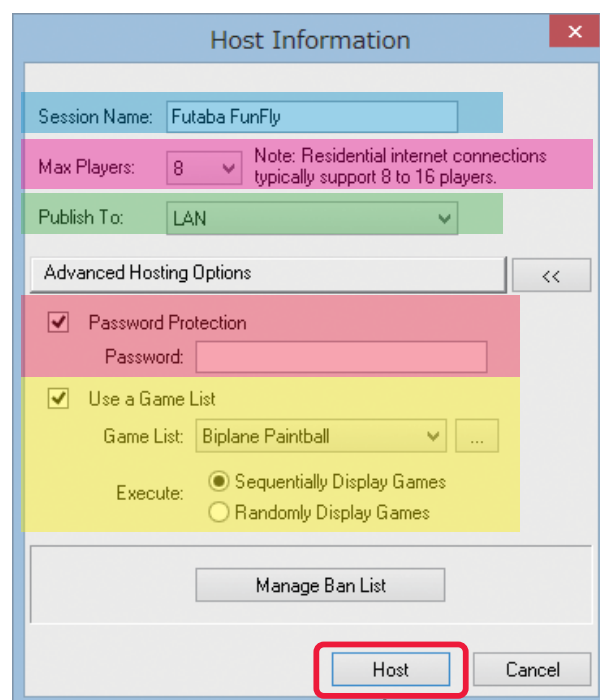 Host Information
Session Name: Futaba FunFly
Max Players: 8 Note: Residential internet connections
typically support 8 to 16 players.
Publish To: LAN
Advanced Hosting Options <<
Password Protection
Password:
Use a Game List
Game List: Biplane Paintball ...
Execute: Sequentially Display Games
Randomly Display Games
Manage Ban List
Host Cancel